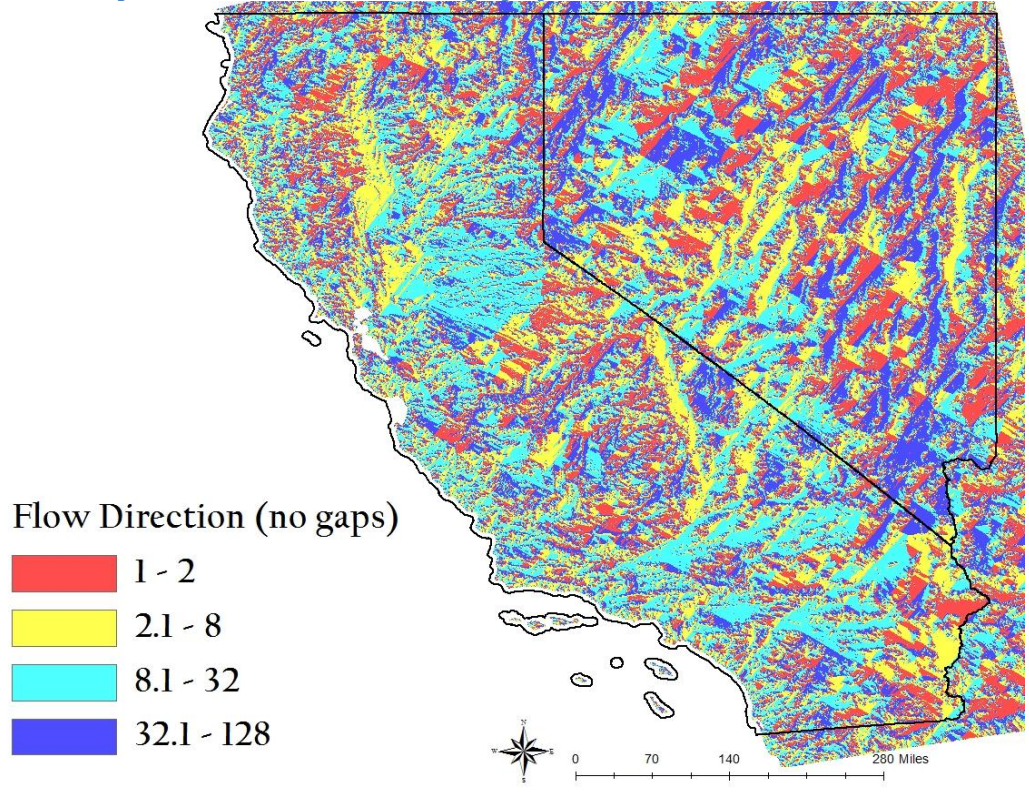 Flow Direction (no gaps)
1 - 2
2.1 - 8
8.1 - 32
32.1 - 128
N
W E
S
0 70 140 280 Miles